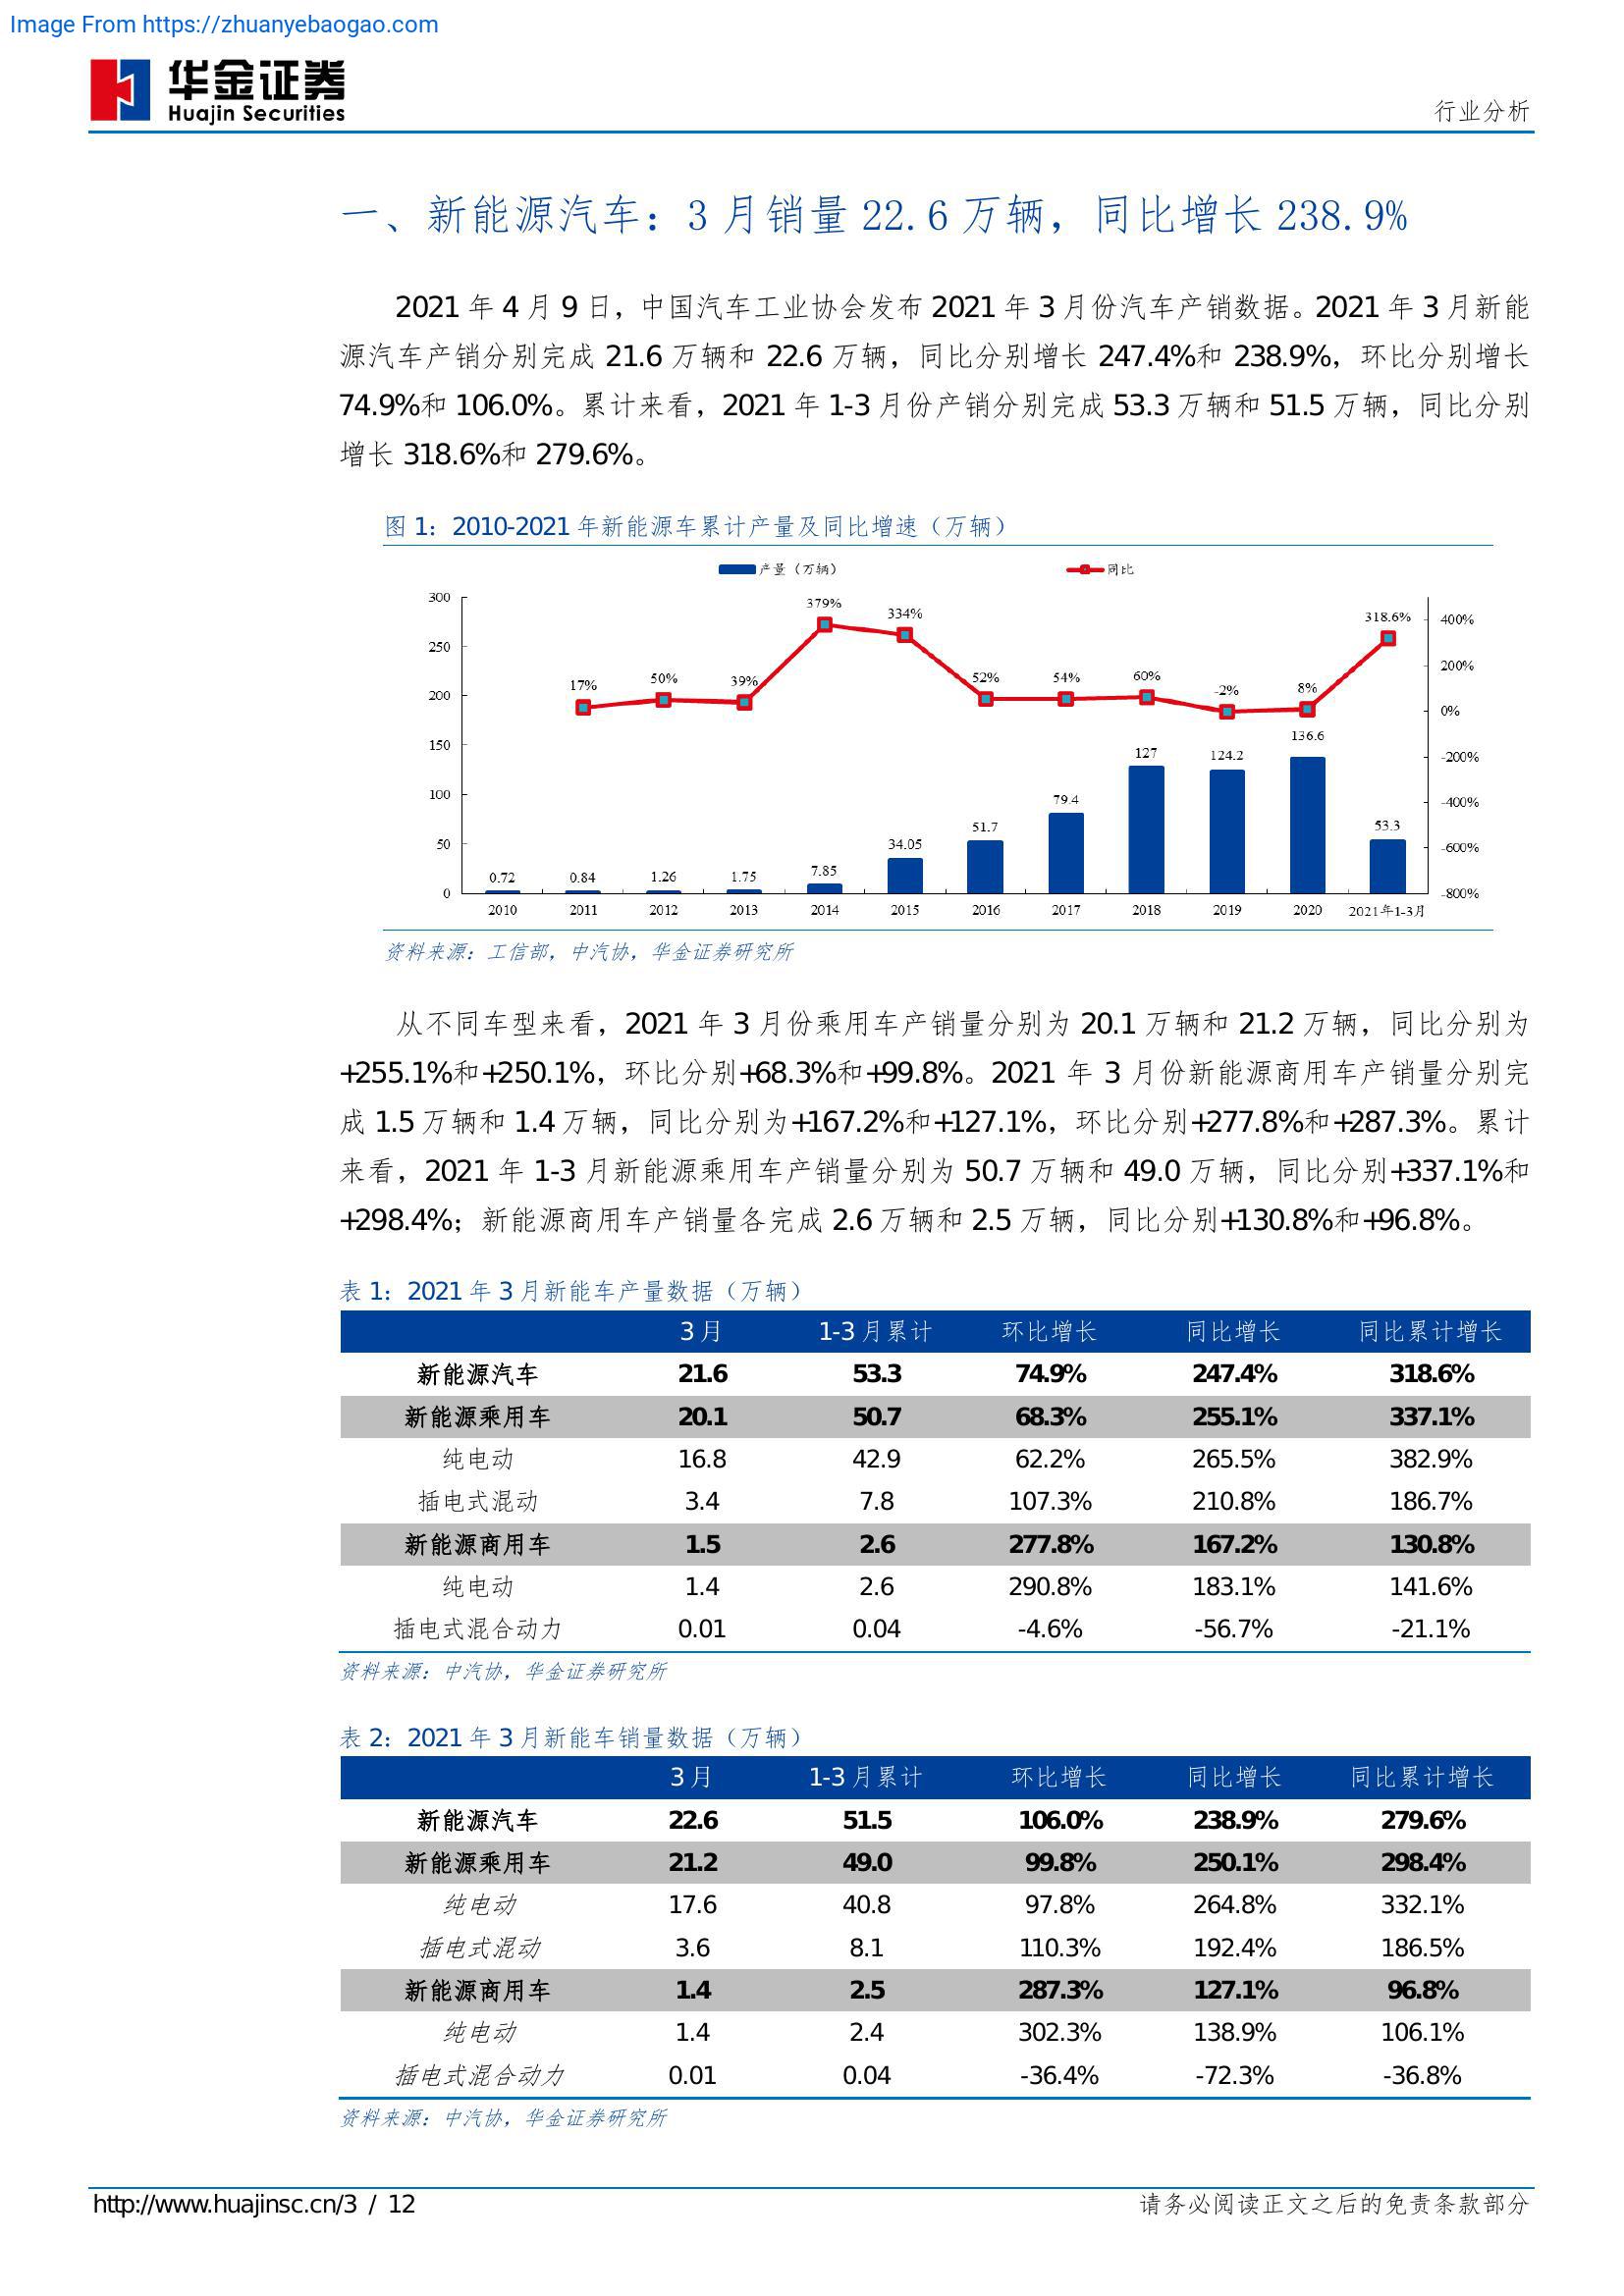 Image From https://zhuanyebaogao.com
华金证券
Huajin Securities
行业分析
一、新能源汽车：3 月销量 22.6 万辆，同比增长 238.9%
2021 年 4 月 9 日，中国汽车工业协会发布 2021 年 3 月份汽车产销数据。2021 年 3 月新能
源汽车产销分别完成 21.6 万辆和 22.6 万辆，同比分别增长 247.4%和 238.9%，环比分别增长
74.9%和 106.0%。累计来看，2021 年 1-3 月份产销分别完成 53.3 万辆和 51.5 万辆，同比分别
增长 318.6%和 279.6%。
图 1：2010-2021 年新能源车累计产量及同比增速（万辆）
产量（万辆） 同比
300
250
200
150
100
50
0
17% 50% 39% 379% 334% 52% 54% 60% -2% 8% 318.6%
0.72 0.84 1.26 1.75 7.85 34.05 51.7 79.4 127 124.2 136.6 53.3
400%
200%
0%
-200%
-400%
-600%
-800%
2010 2011 2012 2013 2014 2015 2016 2017 2018 2019 2020 2021年1-3月
资料来源：工信部，中汽协，华金证券研究所
从不同车型来看，2021 年 3 月份乘用车产销量分别为 20.1 万辆和 21.2 万辆，同比分别为
+255.1%和+250.1%，环比分别+68.3%和+99.8%。2021 年 3 月份新能源商用车产销量分别完
成 1.5 万辆和 1.4 万辆，同比分别为+167.2%和+127.1%，环比分别+277.8%和+287.3%。累计
来看，2021 年 1-3 月新能源乘用车产销量分别为 50.7 万辆和 49.0 万辆，同比分别+337.1%和
+298.4%；新能源商用车产销量各完成 2.6 万辆和 2.5 万辆，同比分别+130.8%和+96.8%。
表 1：2021 年 3 月新能车产量数据（万辆）
3 月 1-3 月累计 环比增长 同比增长 同比累计增长
新能源汽车 21.6 53.3 74.9% 247.4% 318.6%
新能源乘用车 20.1 50.7 68.3% 255.1% 337.1%
纯电动 16.8 42.9 62.2% 265.5% 382.9%
插电式混动 3.4 7.8 107.3% 210.8% 186.7%
新能源商用车 1.5 2.6 277.8% 167.2% 130.8%
纯电动 1.4 2.6 290.8% 183.1% 141.6%
插电式混合动力 0.01 0.04 -4.6% -56.7% -21.1%
资料来源：中汽协，华金证券研究所
表 2：2021 年 3 月新能车销量数据（万辆）
3 月 1-3 月累计 环比增长 同比增长 同比累计增长
新能源汽车 22.6 51.5 106.0% 238.9% 279.6%
新能源乘用车 21.2 49.0 99.8% 250.1% 298.4%
纯电动 17.6 40.8 97.8% 264.8% 332.1%
插电式混动 3.6 8.1 110.3% 192.4% 186.5%
新能源商用车 1.4 2.5 287.3% 127.1% 96.8%
纯电动 1.4 2.4 302.3% 138.9% 106.1%
插电式混合动力 0.01 0.04 -36.4% -72.3% -36.8%
资料来源：中汽协，华金证券研究所
http://www.huajinsc.cn/3 / 12
请务必阅读正文之后的免责条款部分